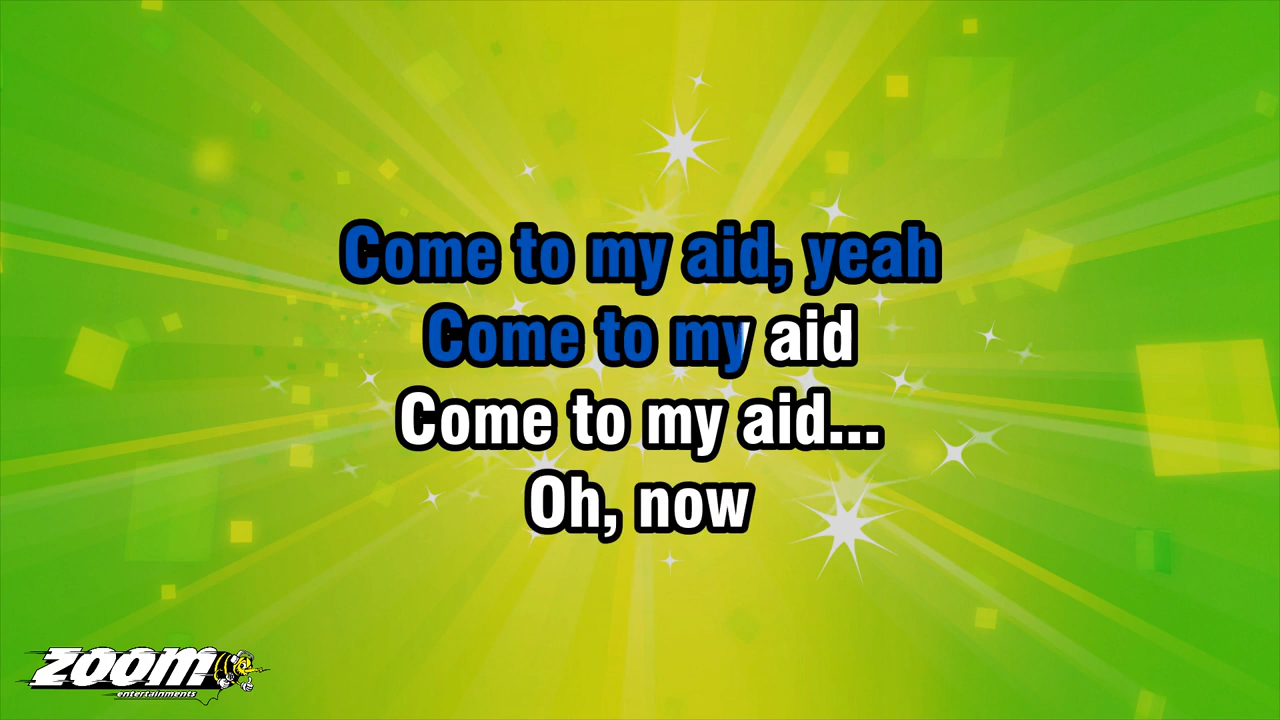 Come to my aid, yeah
Come to my aid
Come to my aid...
Oh, now
ZOOM
entertainments